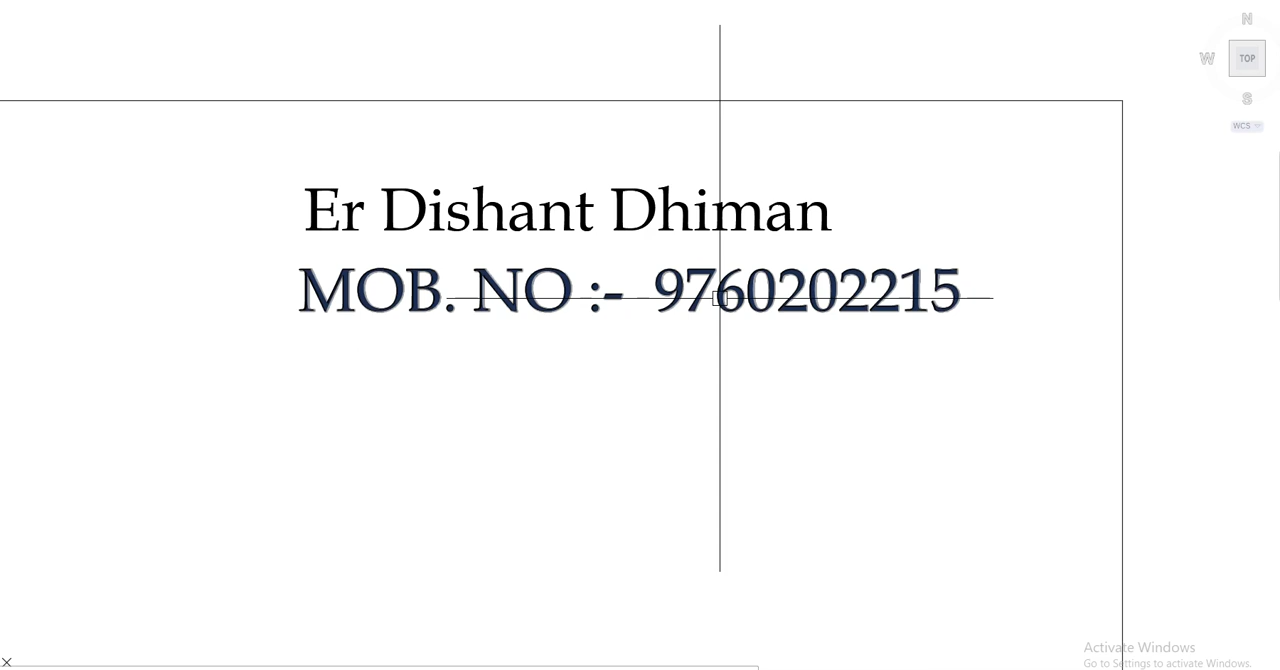 N
W
TOP
S
WCS
Er Dishant Dhiman
MOB. NO :- 9760202215
Activate Windows
Go to Settings to activate Windows.